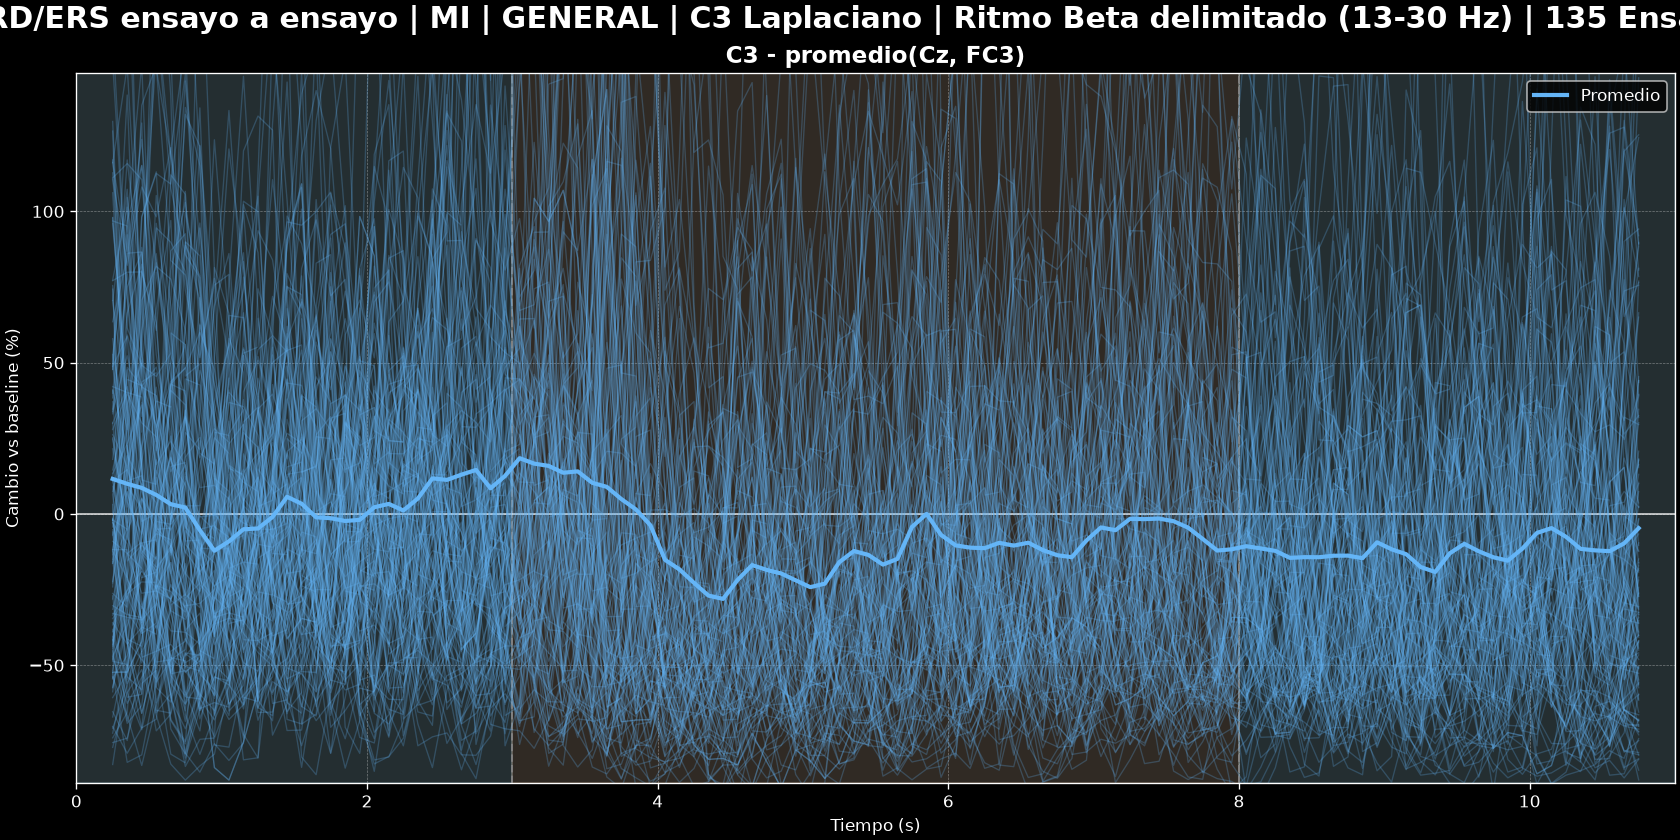 RD/ERS ensayo a ensayo | MI | GENERAL | C3 Laplaciano | Ritmo Beta delimitado (13-30 Hz) | 135 Ens
C3 - promedio(Cz, FC3)
Promedio
Cambio vs baseline (%)
100
50
0
−50
0 2 4 6 8 10
Tiempo (s)